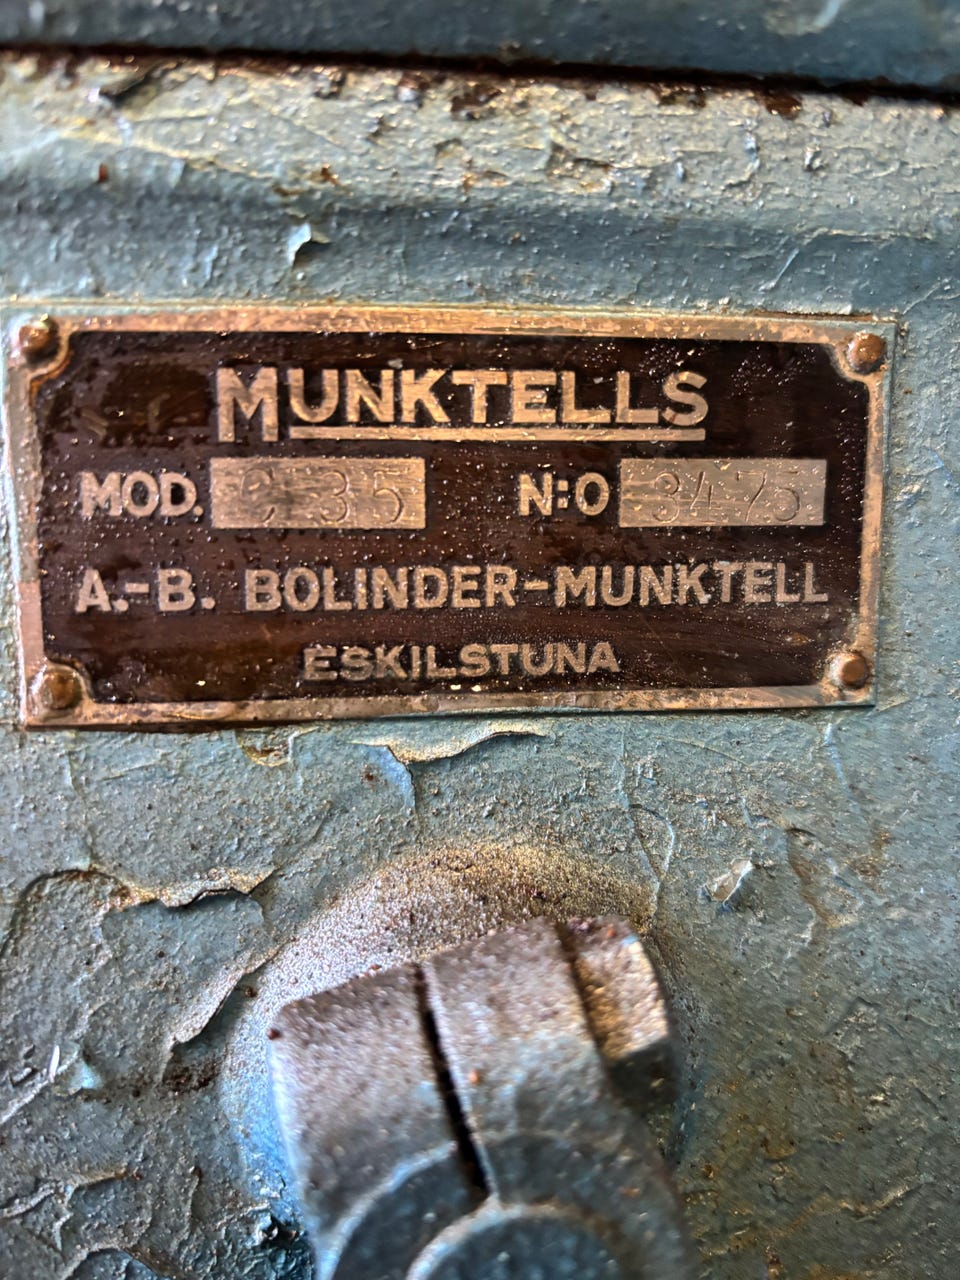 MUNKTELLS
MOD. C 35 N:O 3475
A.-B. BOLINDER-MUNKTELL
ESKILSTUNA